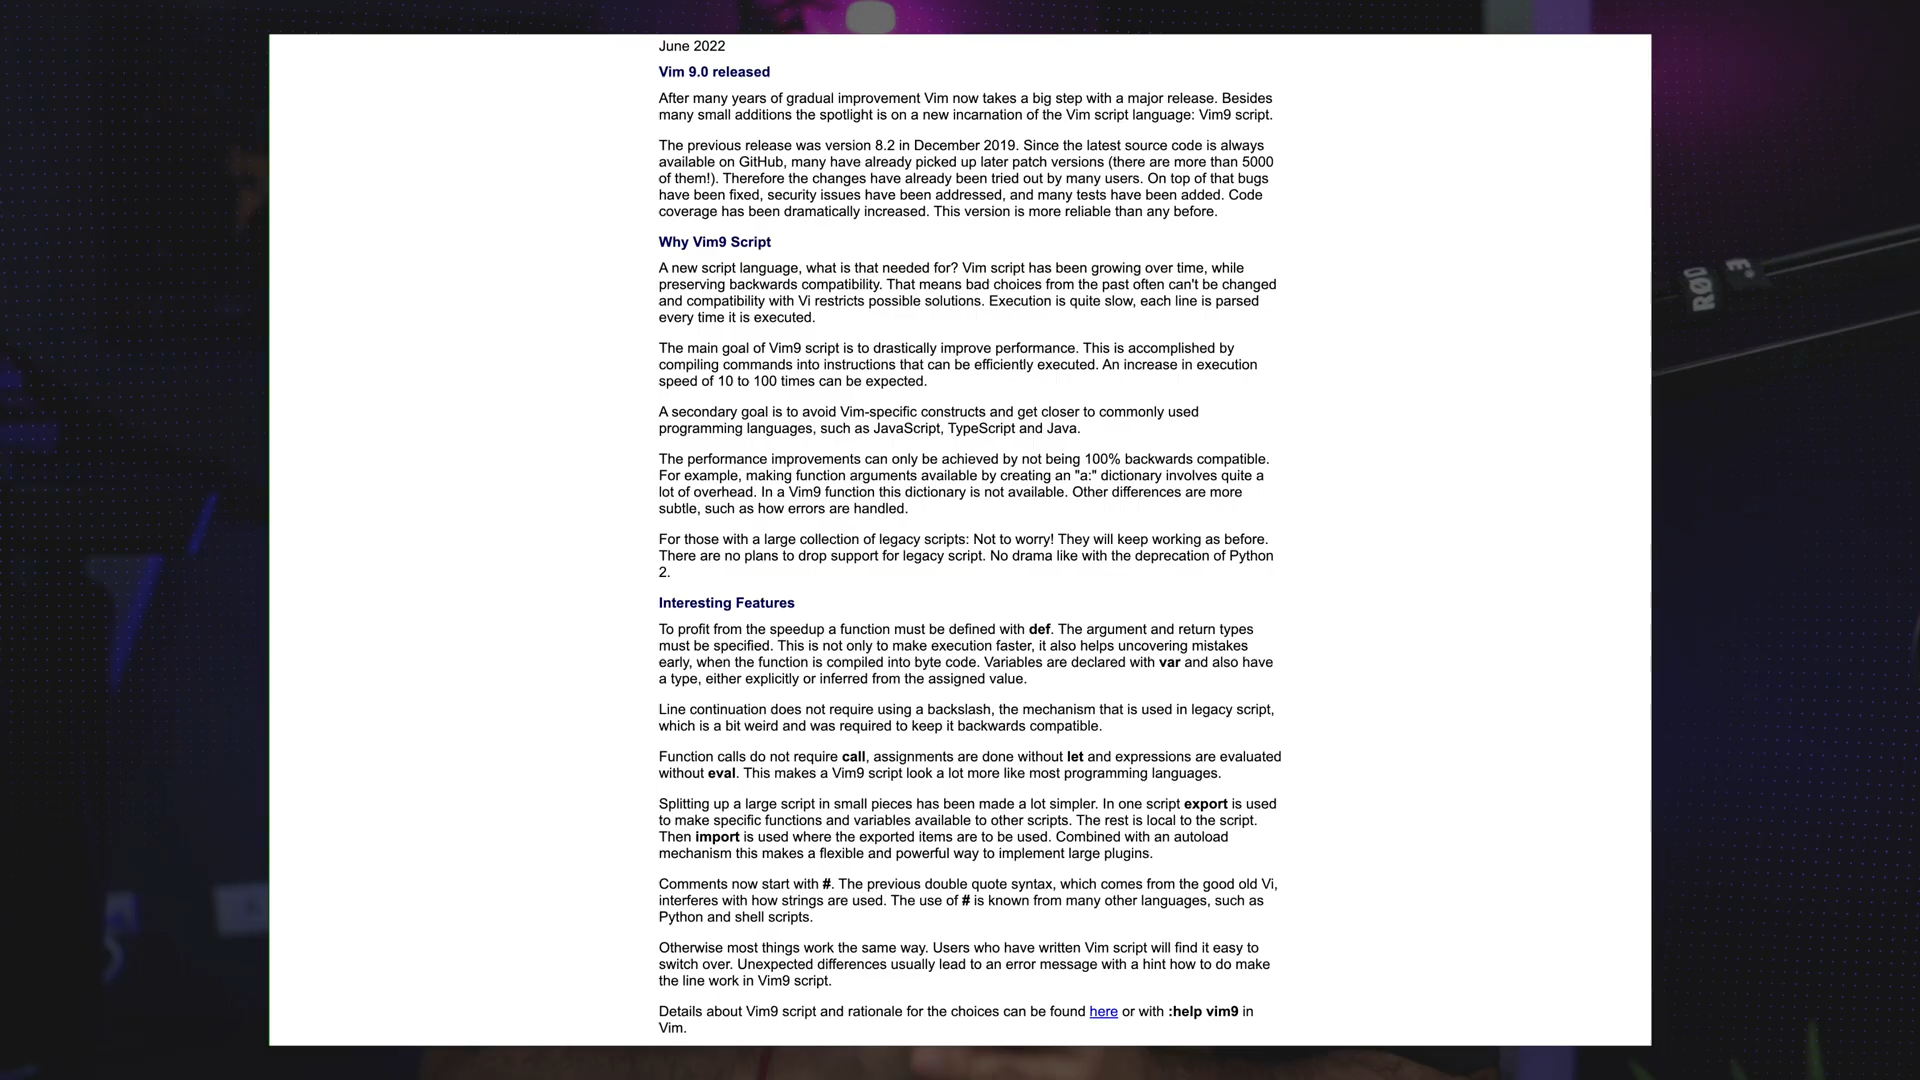 June 2022
Vim 9.0 released
After many years of gradual improvement Vim now takes a big step with a major release. Besides
many small additions the spotlight is on a new incarnation of the Vim script language: Vim9 script.
The previous release was version 8.2 in December 2019. Since the latest source code is always
available on GitHub, many have already picked up later patch versions (there are more than 5000
of them!). Therefore the changes have already been tried out by many users. On top of that bugs
have been fixed, security issues have been addressed, and many tests have been added. Code
coverage has been dramatically increased. This version is more reliable than any before.
Why Vim9 Script
A new script language, what is that needed for? Vim script has been growing over time, while
preserving backwards compatibility. That means bad choices from the past often can't be changed
and compatibility with Vi restricts possible solutions. Execution is quite slow, each line is parsed
every time it is executed.
The main goal of Vim9 script is to drastically improve performance. This is accomplished by
compiling commands into instructions that can be efficiently executed. An increase in execution
speed of 10 to 100 times can be expected.
A secondary goal is to avoid Vim-specific constructs and get closer to commonly used
programming languages, such as JavaScript, TypeScript and Java.
The performance improvements can only be achieved by not being 100% backwards compatible.
For example, making function arguments available by creating an "a:" dictionary involves quite a
lot of overhead. In a Vim9 function this dictionary is not available. Other differences are more
subtle, such as how errors are handled.
For those with a large collection of legacy scripts: Not to worry! They will keep working as before.
There are no plans to drop support for legacy script. No drama like with the deprecation of Python
2.
Interesting Features
To profit from the speedup a function must be defined with def. The argument and return types
must be specified. This is not only to make execution faster, it also helps uncovering mistakes
early, when the function is compiled into byte code. Variables are declared with var and also have
a type, either explicitly or inferred from the assigned value.
Line continuation does not require using a backslash, the mechanism that is used in legacy script,
which is a bit weird and was required to keep it backwards compatible.
Function calls do not require call, assignments are done without let and expressions are evaluated
without eval. This makes a Vim9 script look a lot more like most programming languages.
Splitting up a large script in small pieces has been made a lot simpler. In one script export is used
to make specific functions and variables available to other scripts. The rest is local to the script.
Then import is used where the exported items are to be used. Combined with an autoload
mechanism this makes a flexible and powerful way to implement large plugins.
Comments now start with #. The previous double quote syntax, which comes from the good old Vi,
interferes with how strings are used. The use of # is known from many other languages, such as
Python and shell scripts.
Otherwise most things work the same way. Users who have written Vim script will find it easy to
switch over. Unexpected differences usually lead to an error message with a hint how to do make
the line work in Vim9 script.
Details about Vim9 script and rationale for the choices can be found here or with :help vim9 in
Vim.
RØDE